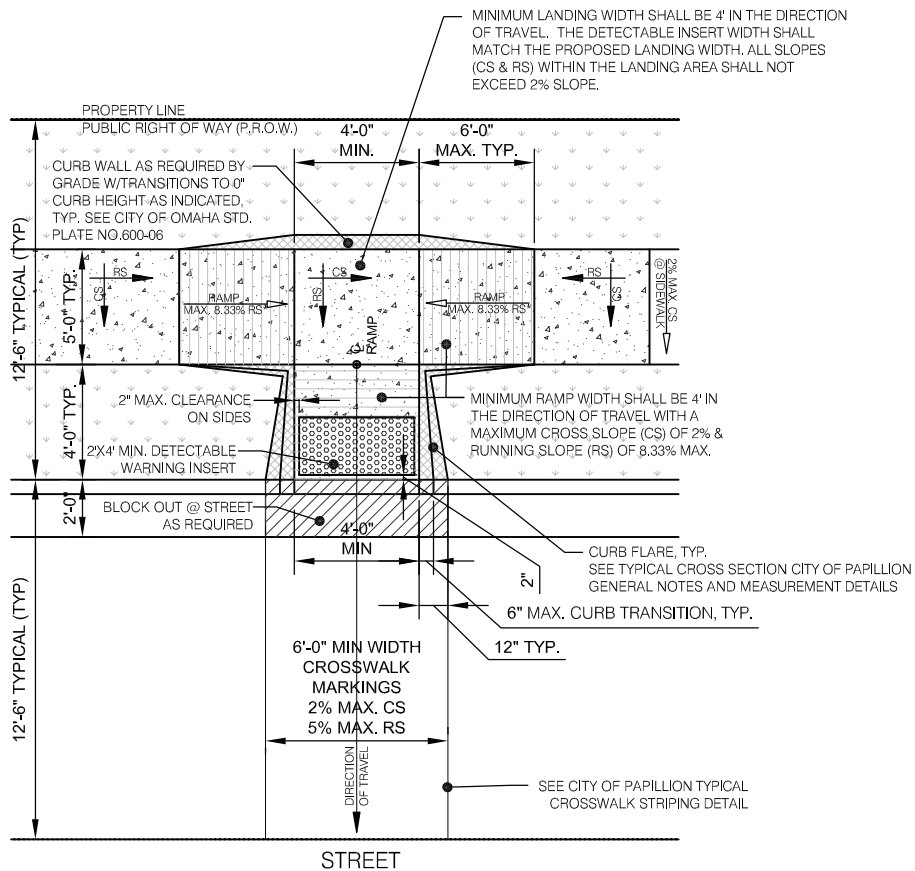 MINIMUM LANDING WIDTH SHALL BE 4' IN THE DIRECTION
OF TRAVEL. THE DETECTABLE INSERT WIDTH SHALL
MATCH THE PROPOSED LANDING WIDTH. ALL SLOPES
(CS & RS) WITHIN THE LANDING AREA SHALL NOT
EXCEED 2% SLOPE.
PROPERTY LINE
PUBLIC RIGHT OF WAY (P.R.O.W.)
4'-0"
MIN.
6'-0"
MAX. TYP.
CURB WALL AS REQUIRED BY
GRADE W/TRANSITIONS TO 0"
CURB HEIGHT AS INDICATED,
TYP. SEE CITY OF OMAHA STD.
PLATE NO.600-06
12'-6" TYPICAL (TYP)
5'-0" TYP.
RS
CS
RAMP
MAX. 8.33% RS
CS
RS
RAMP
MAX. 8.33% RS
RS
CS
2% MAX. CS
@ SIDEWALK
℄
RAMP
4'-0" TYP.
2" MAX. CLEARANCE
ON SIDES
2'X4' MIN. DETECTABLE
WARNING INSERT
MINIMUM RAMP WIDTH SHALL BE 4' IN
THE DIRECTION OF TRAVEL WITH A
MAXIMUM CROSS SLOPE (CS) OF 2% &
RUNNING SLOPE (RS) OF 8.33% MAX.
2'-0"
BLOCK OUT @ STREET
AS REQUIRED
4'-0"
MIN
2"
CURB FLARE, TYP.
SEE TYPICAL CROSS SECTION CITY OF PAPILLION
GENERAL NOTES AND MEASUREMENT DETAILS
6" MAX. CURB TRANSITION, TYP.
12" TYP.
12'-6" TYPICAL (TYP)
6'-0" MIN WIDTH
CROSSWALK
MARKINGS
2% MAX. CS
5% MAX. RS
DIRECTION
OF TRAVEL
SEE CITY OF PAPILLION TYPICAL
CROSSWALK STRIPING DETAIL
STREET